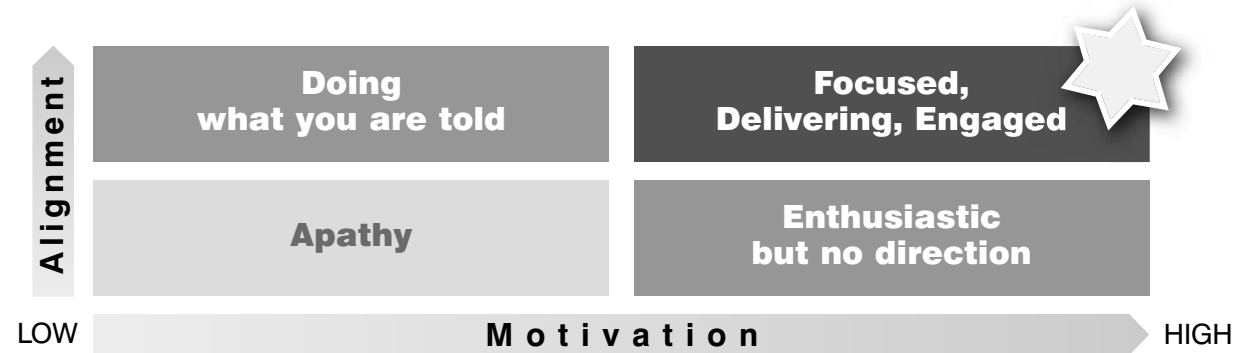 Alignment
Doing
what you are told
Focused,
Delivering, Engaged
Apathy
Enthusiastic
but no direction
LOW
Motivation
HIGH